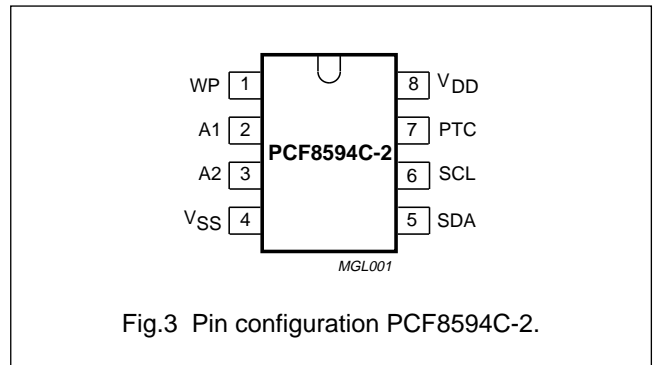 WP 1 8 VDD
A1 2 7 PTC
PCF8594C-2
A2 3 6 SCL
VSS 4 5 SDA
MGL001
Fig.3 Pin configuration PCF8594C-2.